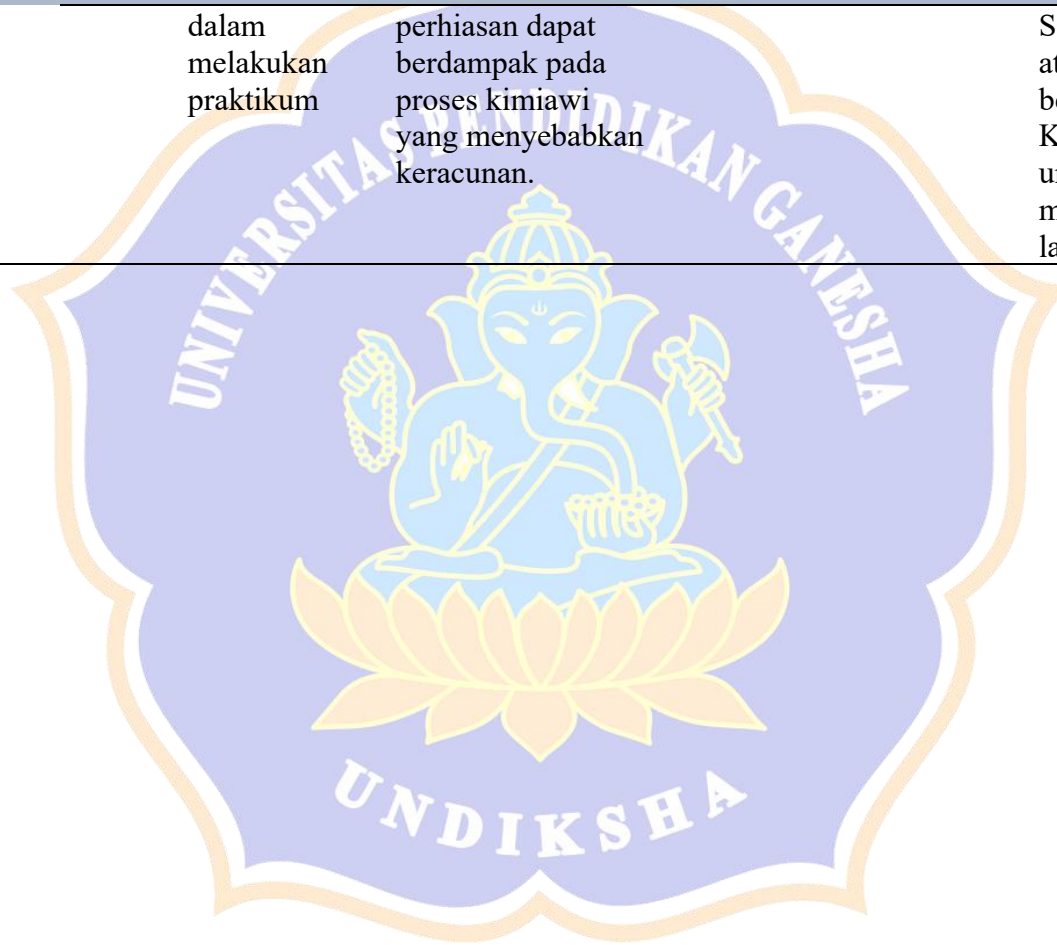 dalam perhiasan dapat
melakukan berdampak pada
praktikum proses kimiawi
yang menyebabkan
keracunan.
UNIVERSITAS PENDIDIKAN GANESHA
UNDIKSHA